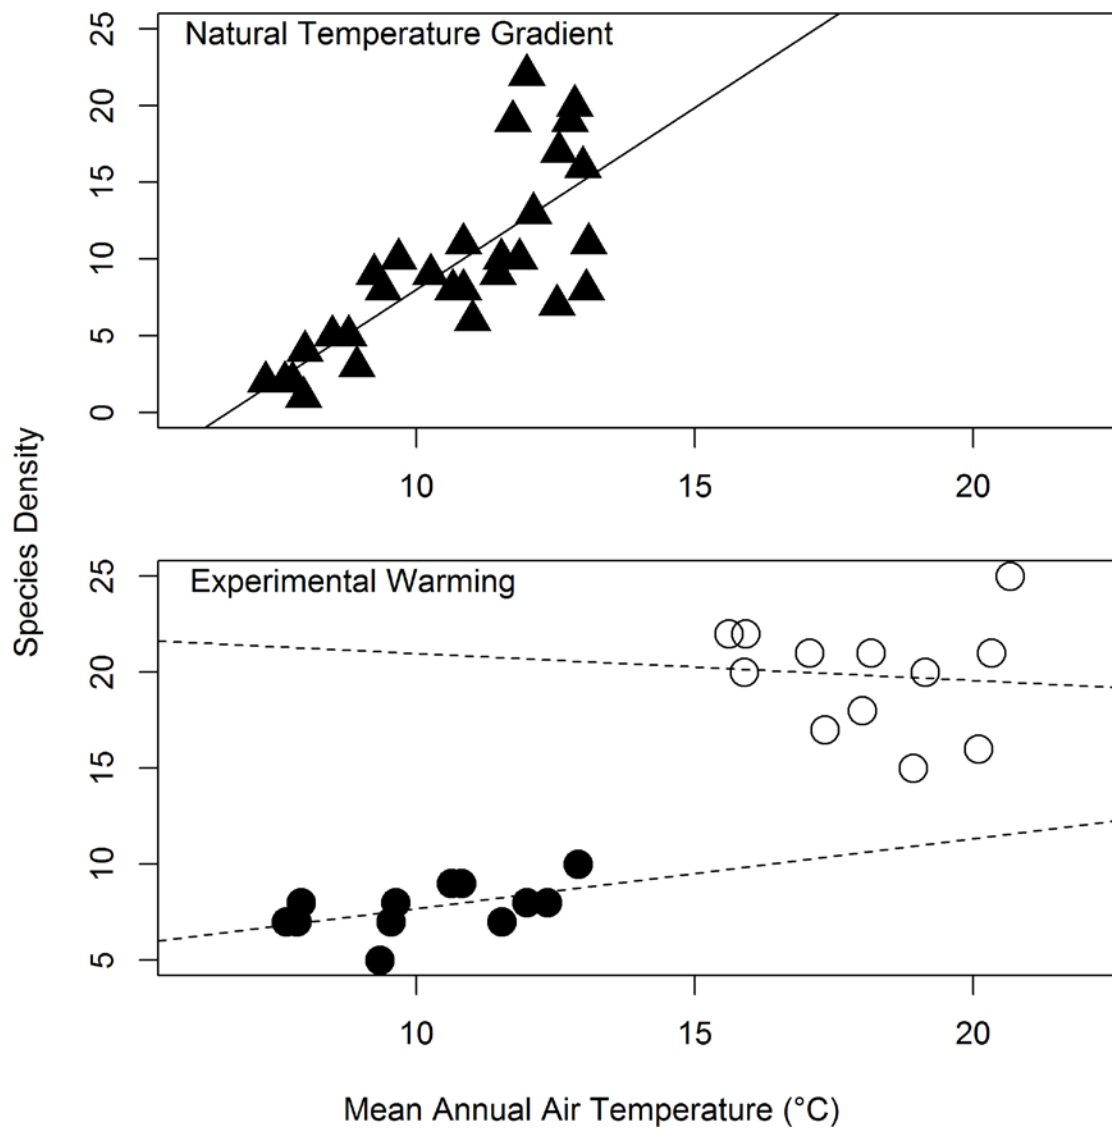 Natural Temperature Gradient
25
20
15
10
5
0
10 15 20
Species Density
Experimental Warming
25
20
15
10
5
10 15 20
Mean Annual Air Temperature (°C)